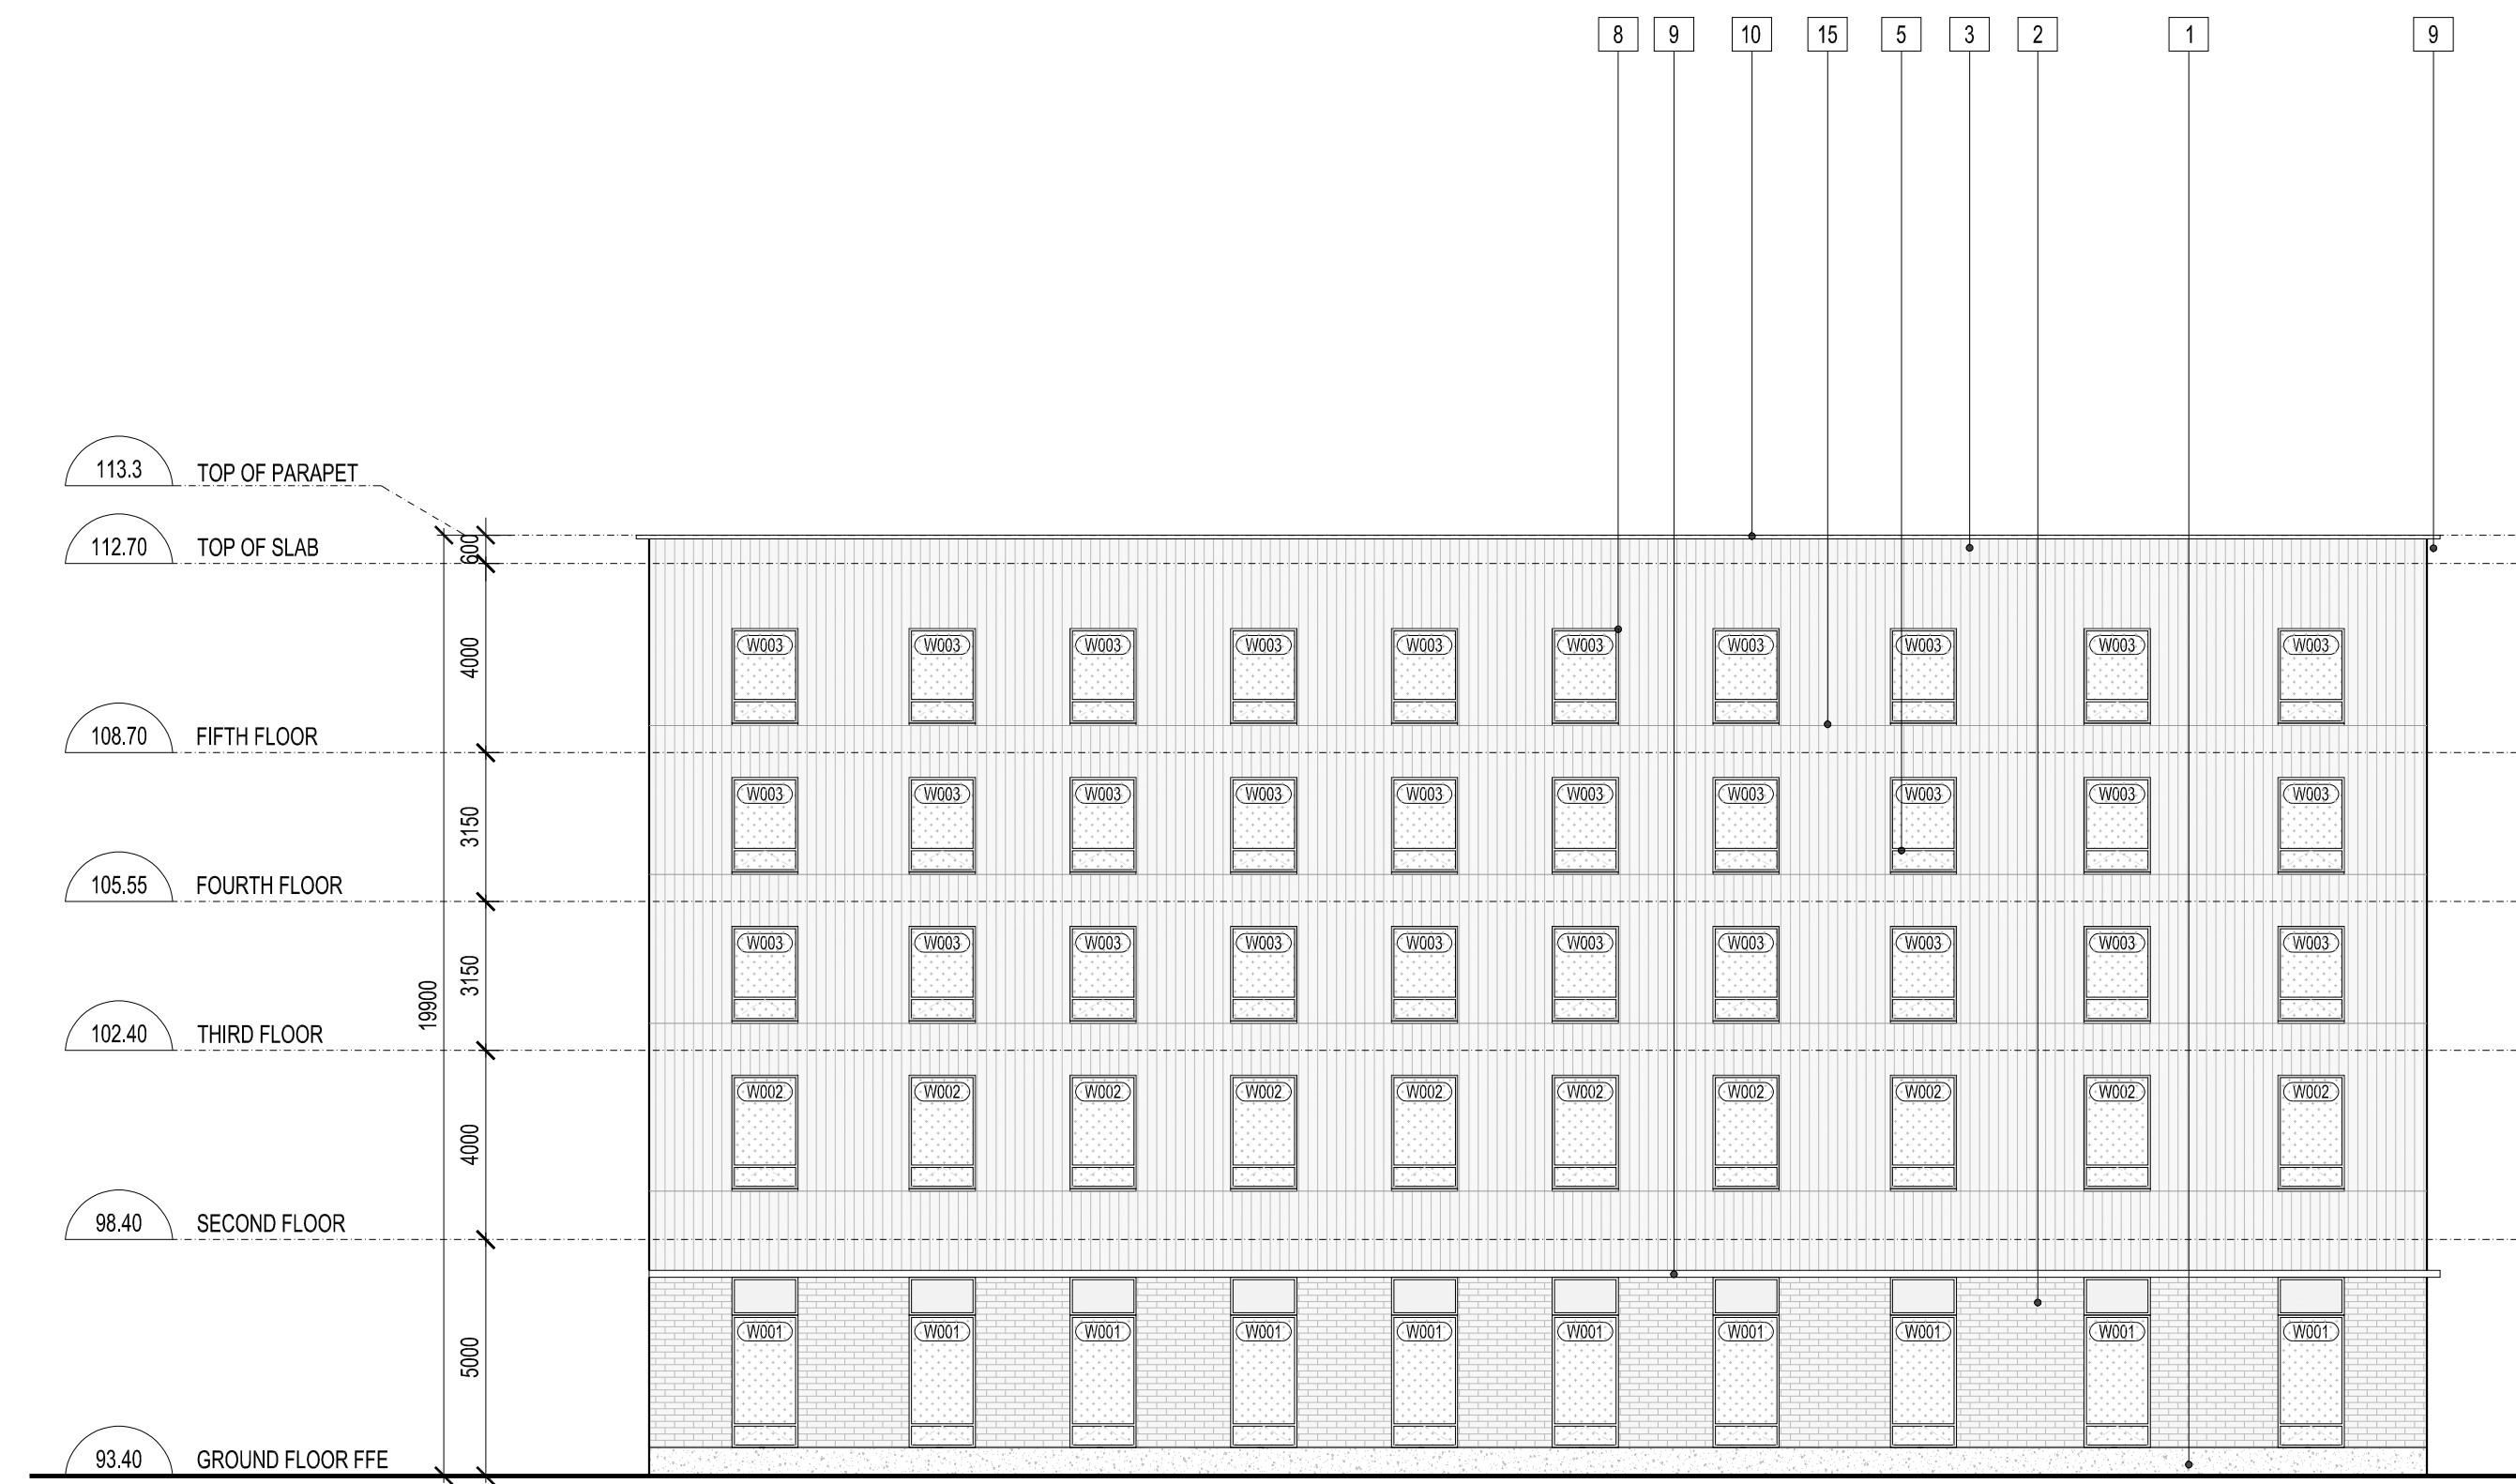 8 9 10 15 5 3 2 1 9
113.3 TOP OF PARAPET
112.70 TOP OF SLAB
600
4000
108.70 FIFTH FLOOR
3150
105.55 FOURTH FLOOR
3150
19900
102.40 THIRD FLOOR
4000
98.40 SECOND FLOOR
5000
93.40 GROUND FLOOR FFE
W003 W003 W003 W003 W003 W003 W003 W003 W003 W003
W003 W003 W003 W003 W003 W003 W003 W003 W003 W003
W003 W003 W003 W003 W003 W003 W003 W003 W003 W003
W002 W002 W002 W002 W002 W002 W002 W002 W002 W002
W001 W001 W001 W001 W001 W001 W001 W001 W001 W001